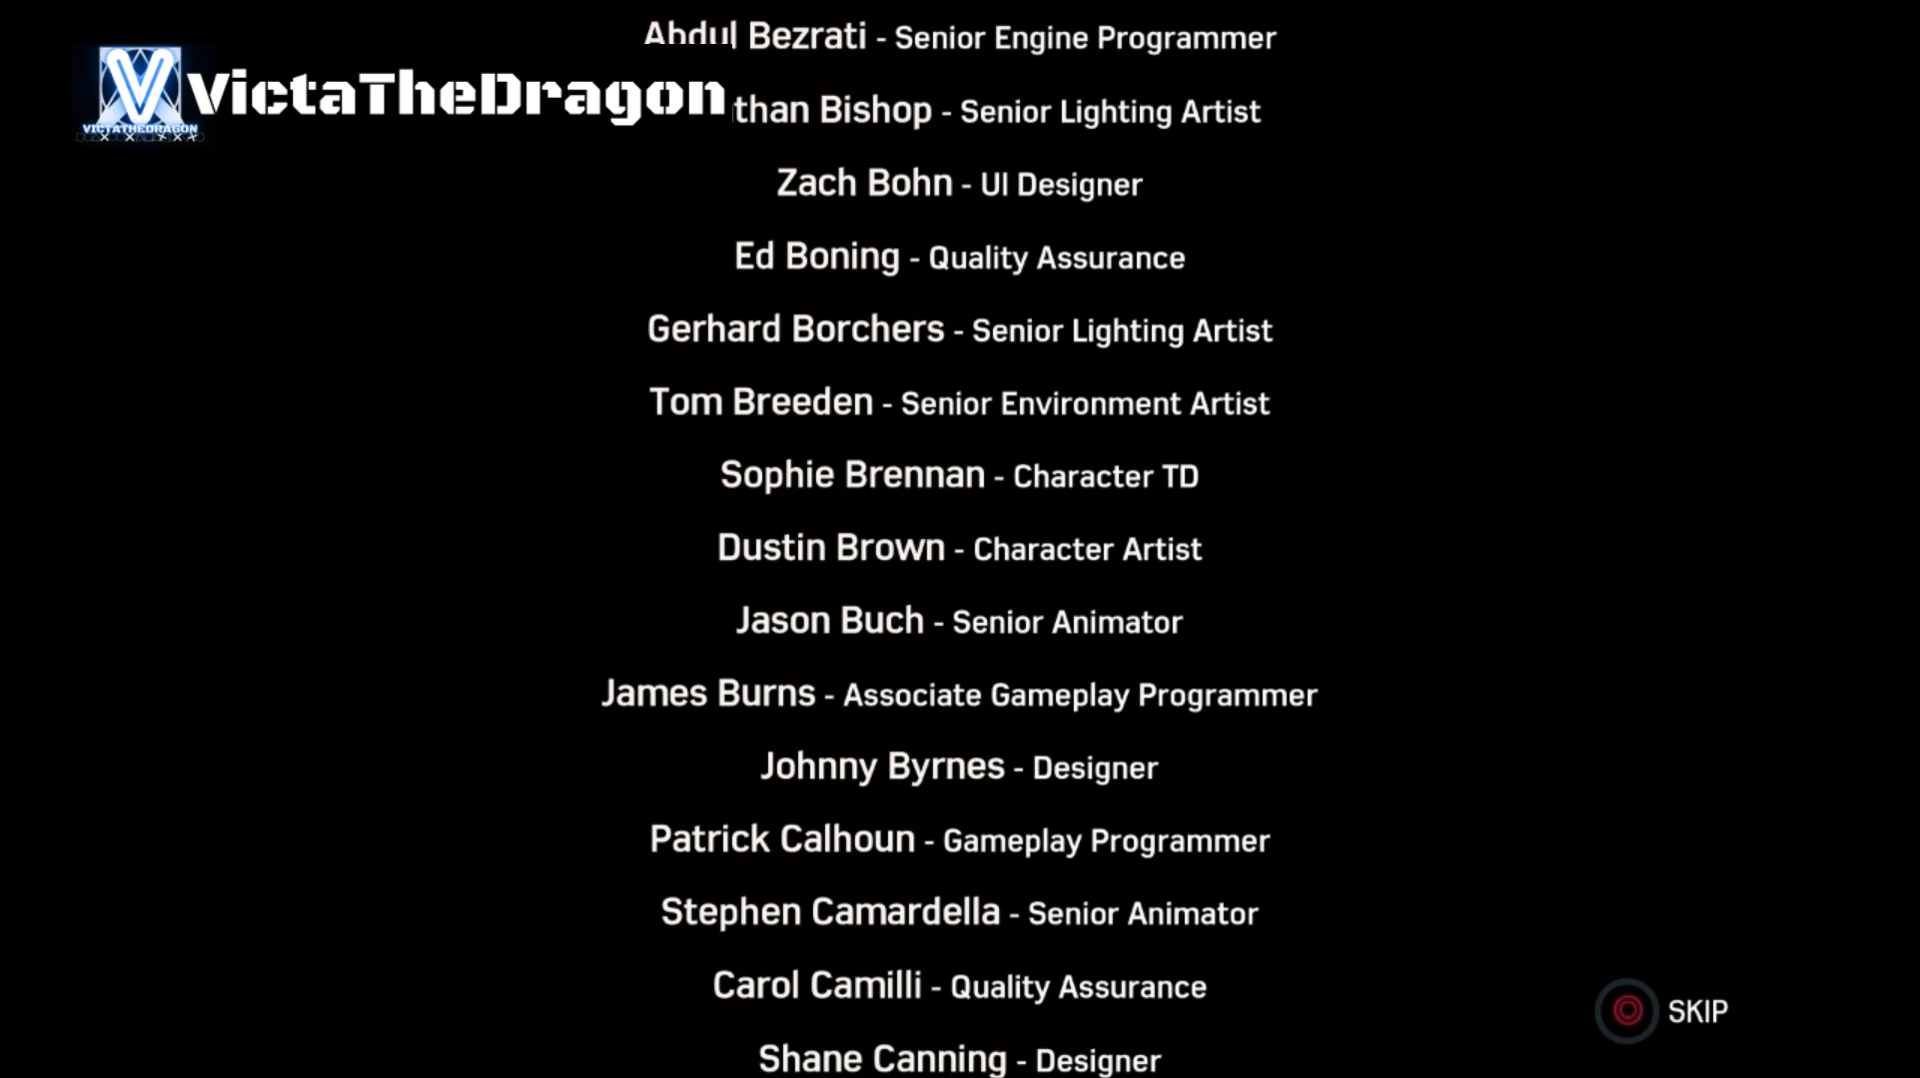 Abdul Bezrati - Senior Engine Programmer
VICTATHEDRAGON
VictaTheDragon
than Bishop - Senior Lighting Artist
Zach Bohn - UI Designer
Ed Boning - Quality Assurance
Gerhard Borchers - Senior Lighting Artist
Tom Breeden - Senior Environment Artist
Sophie Brennan - Character TD
Dustin Brown - Character Artist
Jason Buch - Senior Animator
James Burns - Associate Gameplay Programmer
Johnny Byrnes - Designer
Patrick Calhoun - Gameplay Programmer
Stephen Camardella - Senior Animator
Carol Camilli - Quality Assurance
SKIP
Shane Canning - Designer